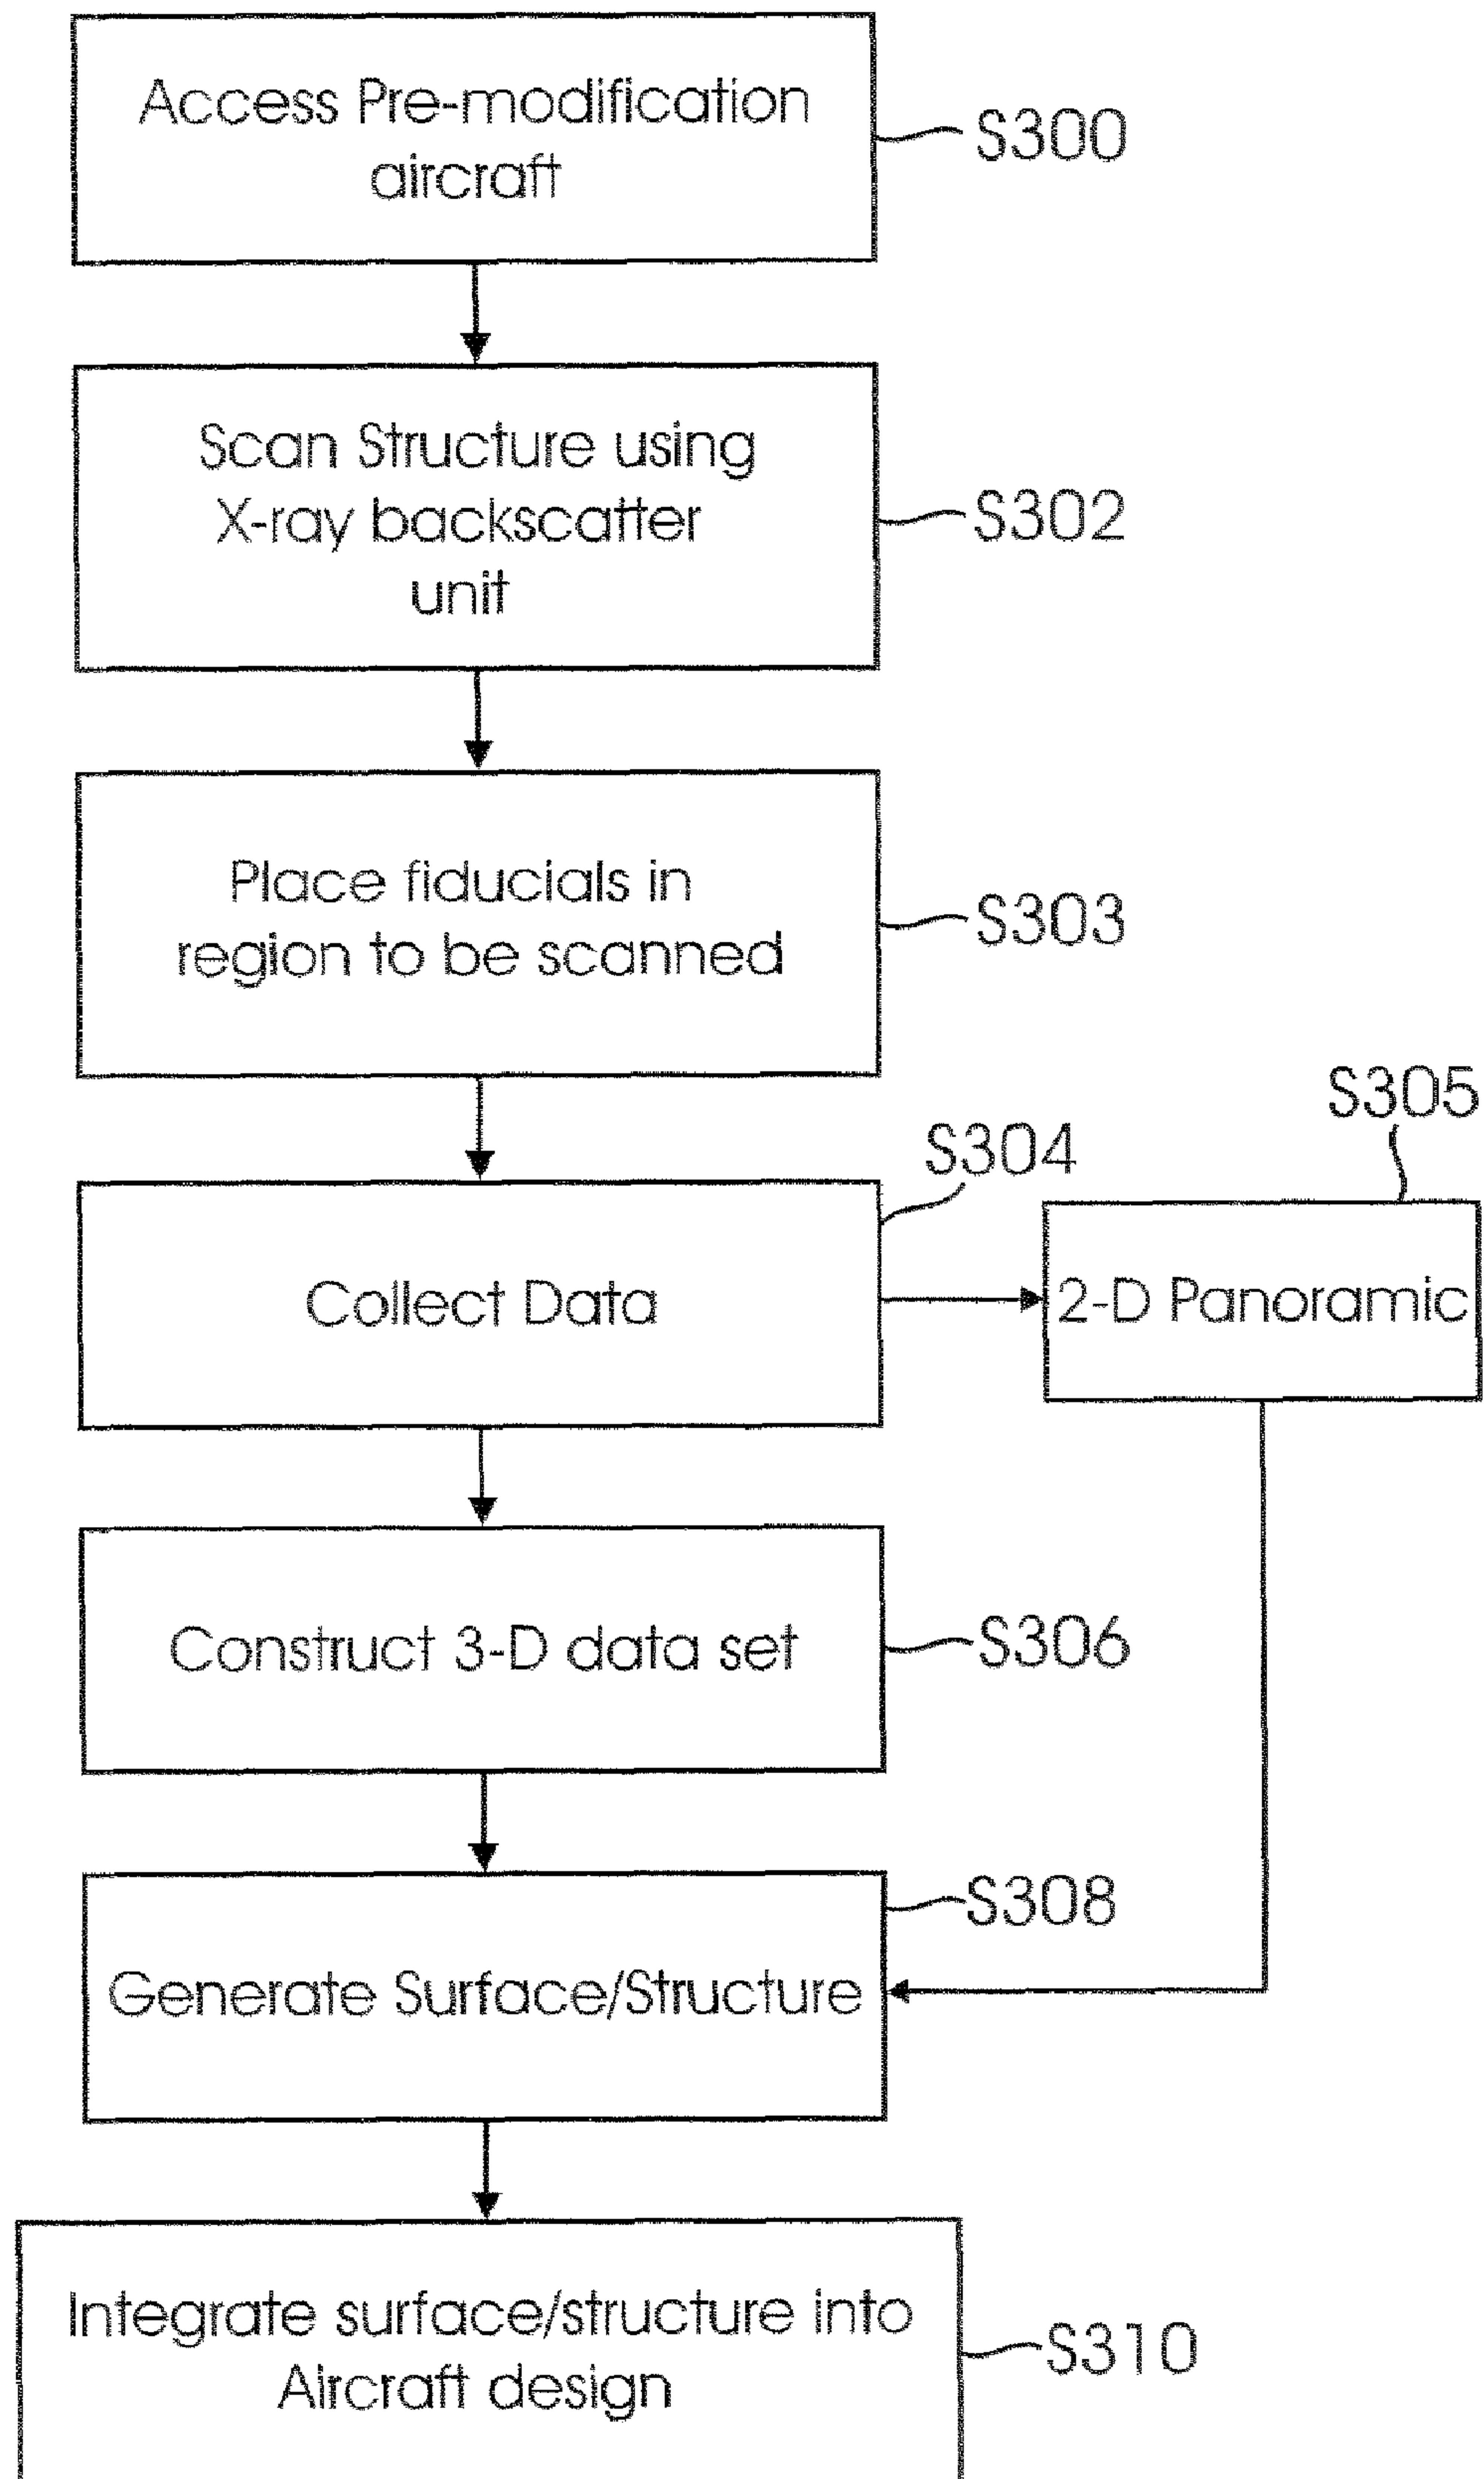 Access Pre-modification
aircraft
S300
Scan Structure using
X-ray backscatter
unit
S302
Place fiducials in
region to be scanned
S303
Collect Data
S304
2-D Panoramic
S305
Construct 3-D data set
S306
Generate Surface/Structure
S308
Integrate surface/structure into
Aircraft design
S310